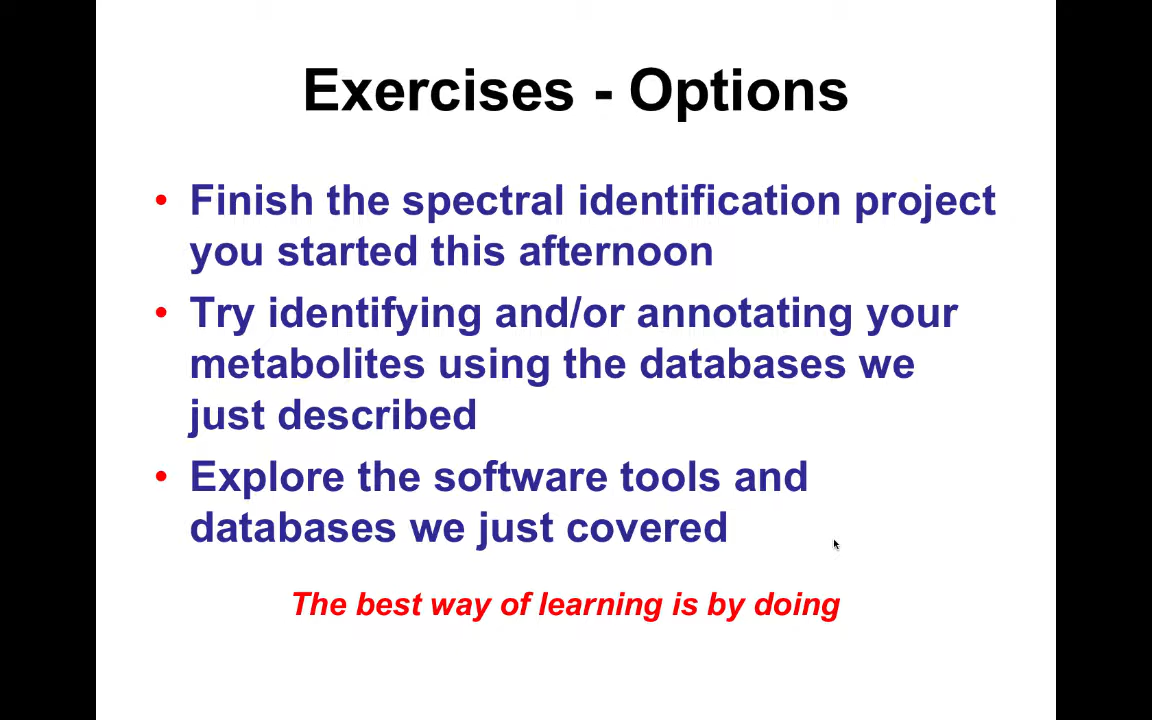 Exercises - Options
• Finish the spectral identification project
you started this afternoon
• Try identifying and/or annotating your
metabolites using the databases we
just described
• Explore the software tools and
databases we just covered
The best way of learning is by doing